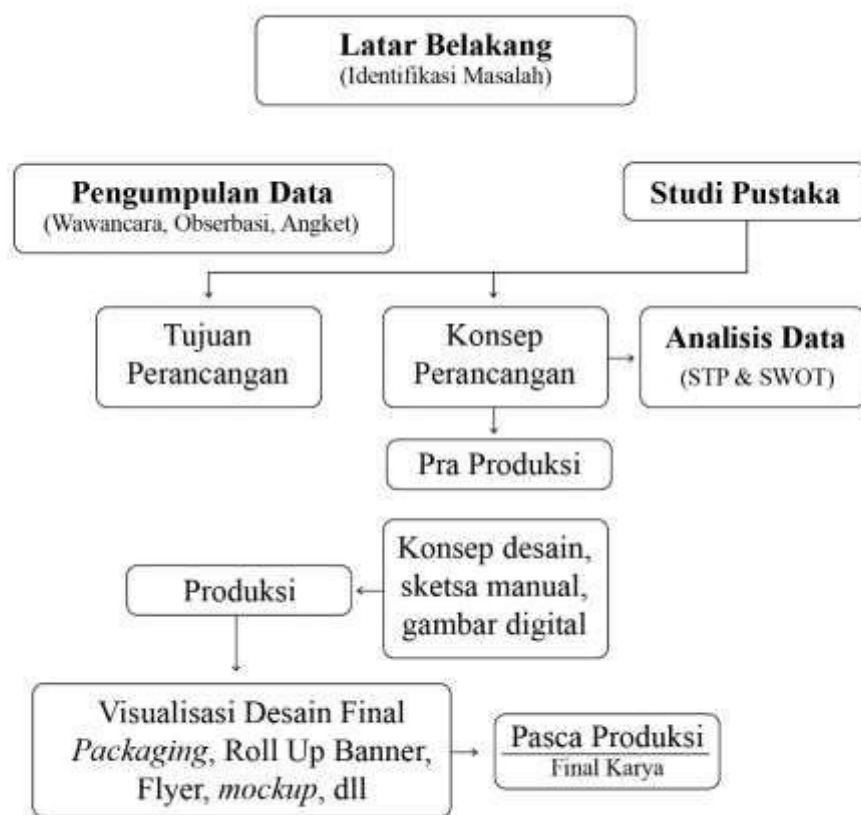 Latar Belakang
(Identifikasi Masalah)
Pengumpulan Data
(Wawancara, Obserbasi, Angket)
Studi Pustaka
Tujuan
Perancangan
Konsep
Perancangan
Analisis Data
(STP & SWOT)
Pra Produksi
Konsep desain,
sketsa manual,
gambar digital
Produksi
Visualisasi Desain Final
Packaging, Roll Up Banner,
Flyer, mockup, dll
Pasca Produksi
Final Karya